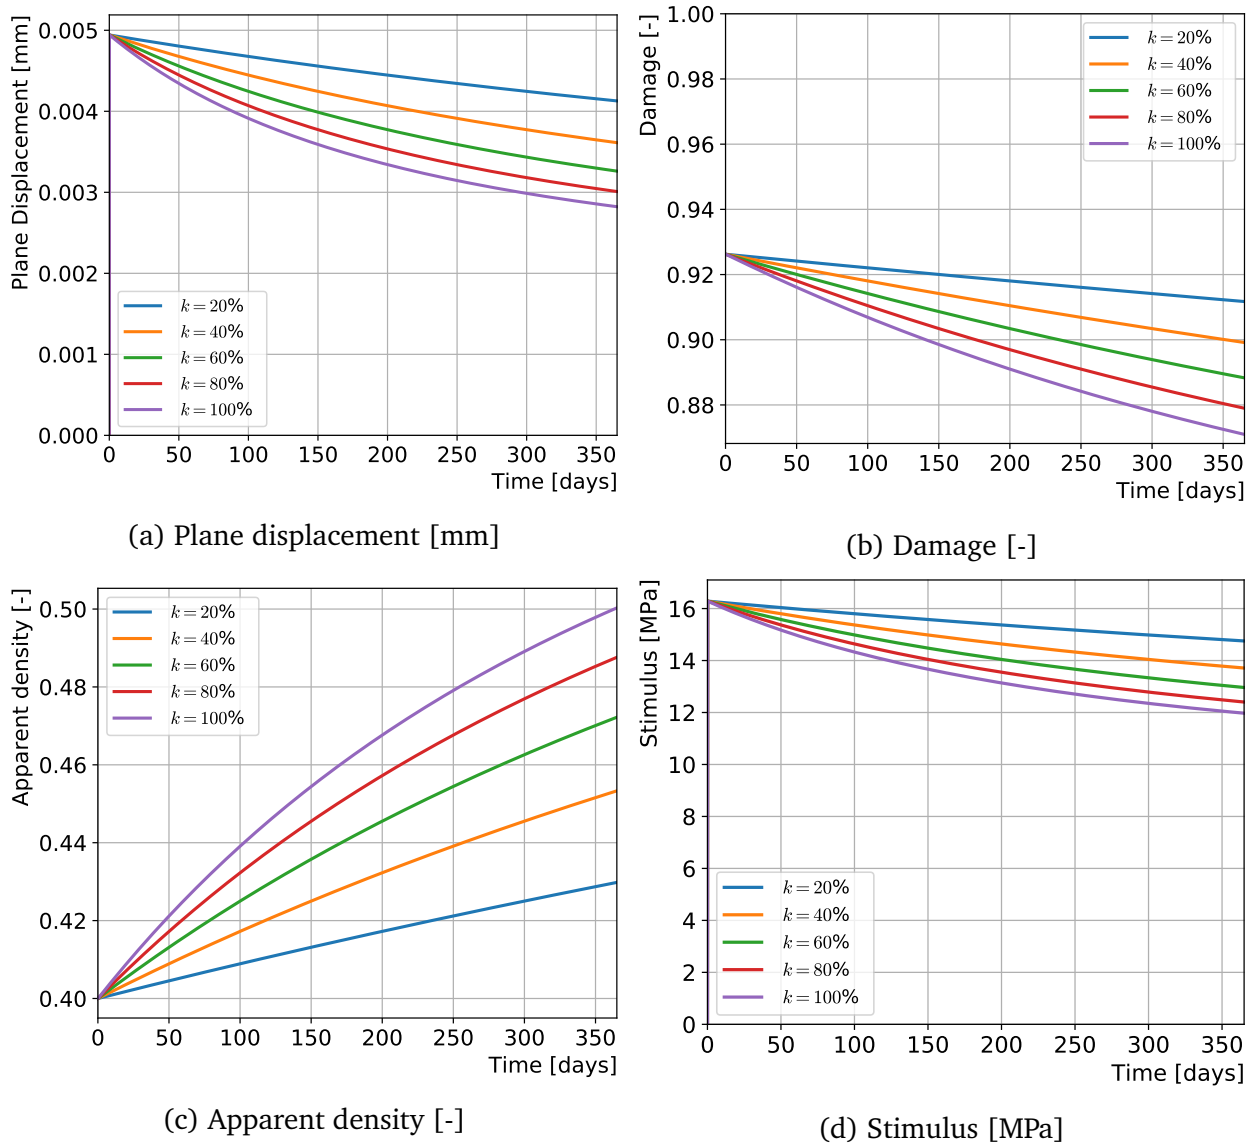 Plane Displacement [mm]
0.005
0.004
0.003
0.002
0.001
0.000
k = 20%
k = 40%
k = 60%
k = 80%
k = 100%
0 50 100 150 200 250 300 350
Time [days]
(a) Plane displacement [mm]
Damage [-]
1.00
0.98
0.96
0.94
0.92
0.90
0.88
k = 20%
k = 40%
k = 60%
k = 80%
k = 100%
0 50 100 150 200 250 300 350
Time [days]
(b) Damage [-]
Apparent density [-]
0.50
0.48
0.46
0.44
0.42
0.40
k = 20%
k = 40%
k = 60%
k = 80%
k = 100%
0 50 100 150 200 250 300 350
Time [days]
(c) Apparent density [-]
Stimulus [MPa]
16
14
12
10
8
6
4
2
0
k = 20%
k = 40%
k = 60%
k = 80%
k = 100%
0 50 100 150 200 250 300 350
Time [days]
(d) Stimulus [MPa]